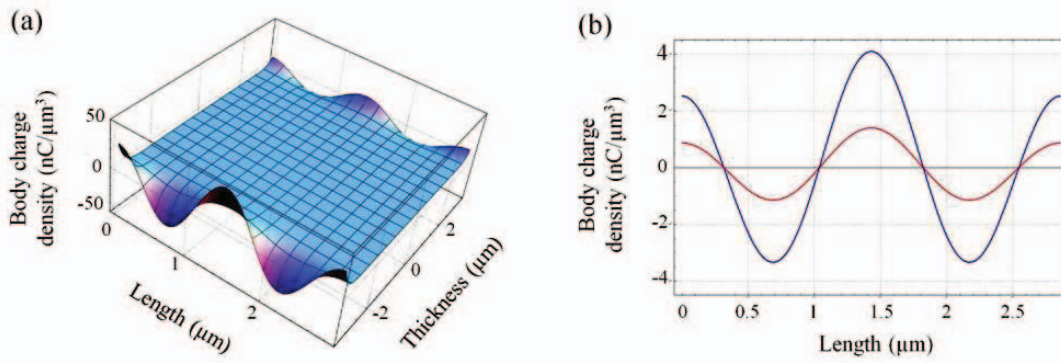 (a)
Body charge
density (nC/μm³)
50
0
-50
0
1
2
Length (μm)
-2
0
2
Thickness (μm)
(b)
Body charge
density (nC/μm³)
4
2
0
-2
-4
0
0.5
1
1.5
2
2.5
Length (μm)